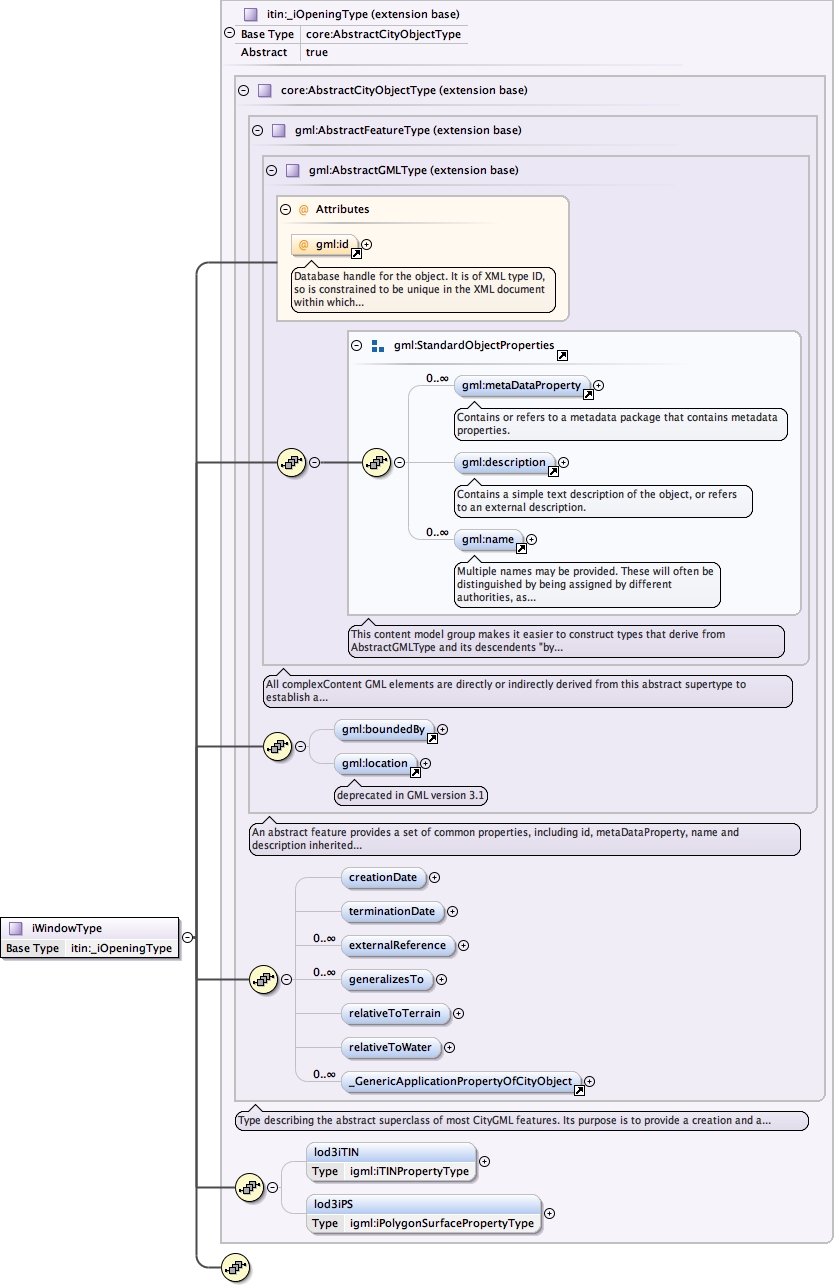 itin:_iOpeningType (extension base)
Base Type core:AbstractCityObjectType
Abstract true
core:AbstractCityObjectType (extension base)
gml:AbstractFeatureType (extension base)
gml:AbstractGMLType (extension base)
@ Attributes
@ gml:id
Database handle for the object. It is of XML type ID,
so is constrained to be unique in the XML document
within which...
gml:StandardObjectProperties
0..∞
gml:metaDataProperty
Contains or refers to a metadata package that contains metadata
properties.
gml:description
Contains a simple text description of the object, or refers
to an external description.
0..∞
gml:name
Multiple names may be provided. These will often be
distinguished by being assigned by different
authorities, as...
This content model group makes it easier to construct types that derive from
AbstractGMLType and its descendents "by...
All complexContent GML elements are directly or indirectly derived from this abstract supertype to
establish a...
gml:boundedBy
gml:location
deprecated in GML version 3.1
An abstract feature provides a set of common properties, including id, metaDataProperty, name and
description inherited...
creationDate
terminationDate
0..∞
externalReference
0..∞
generalizesTo
relativeToTerrain
relativeToWater
0..∞
_GenericApplicationPropertyOfCityObject
Type describing the abstract superclass of most CityGML features. Its purpose is to provide a creation and a...
iWindowType
Base Type itin:_iOpeningType
lod3iTIN
Type igml:iTINPropertyType
lod3iPS
Type igml:iPolygonSurfacePropertyType